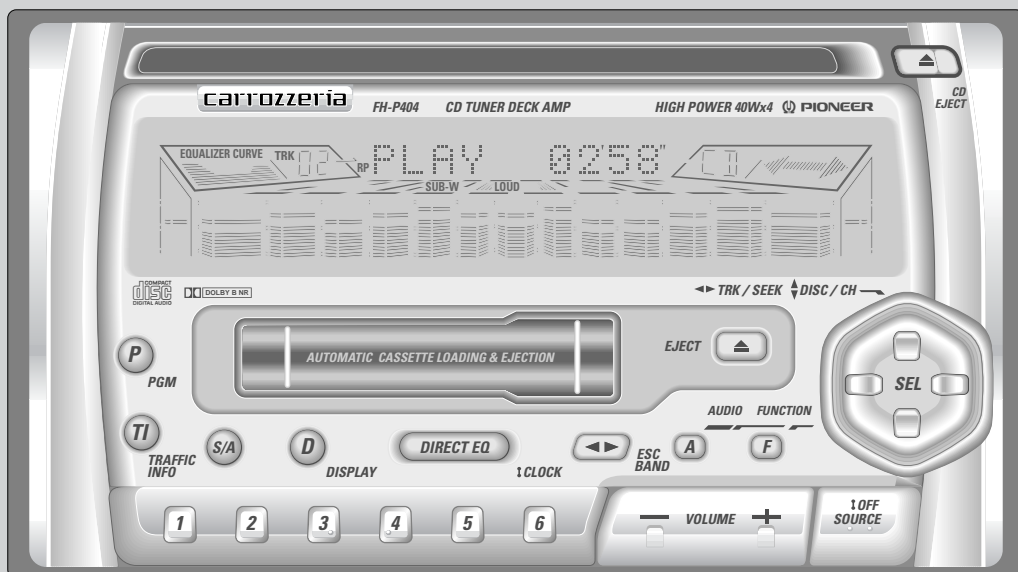 CD
EJECT
carrozzeria
FH-P404 CD TUNER DECK AMP HIGH POWER 40Wx4 PIONEER
EQUALIZER CURVE TRK 02 RP PLAY 02'58" CD
SUB-W LOUD
COMPACT
disc
DIGITAL AUDIO
DOLBY B NR
◄► TRK / SEEK ▲▼ DISC / CH
AUTOMATIC CASSETTE LOADING & EJECTION
EJECT
P
PGM
SEL
AUDIO FUNCTION
TI
TRAFFIC
INFO
S/A
D
DISPLAY
DIRECT EQ
CLOCK
ESC
BAND
A
F
1 2 3 4 5 6
VOLUME
OFF
SOURCE